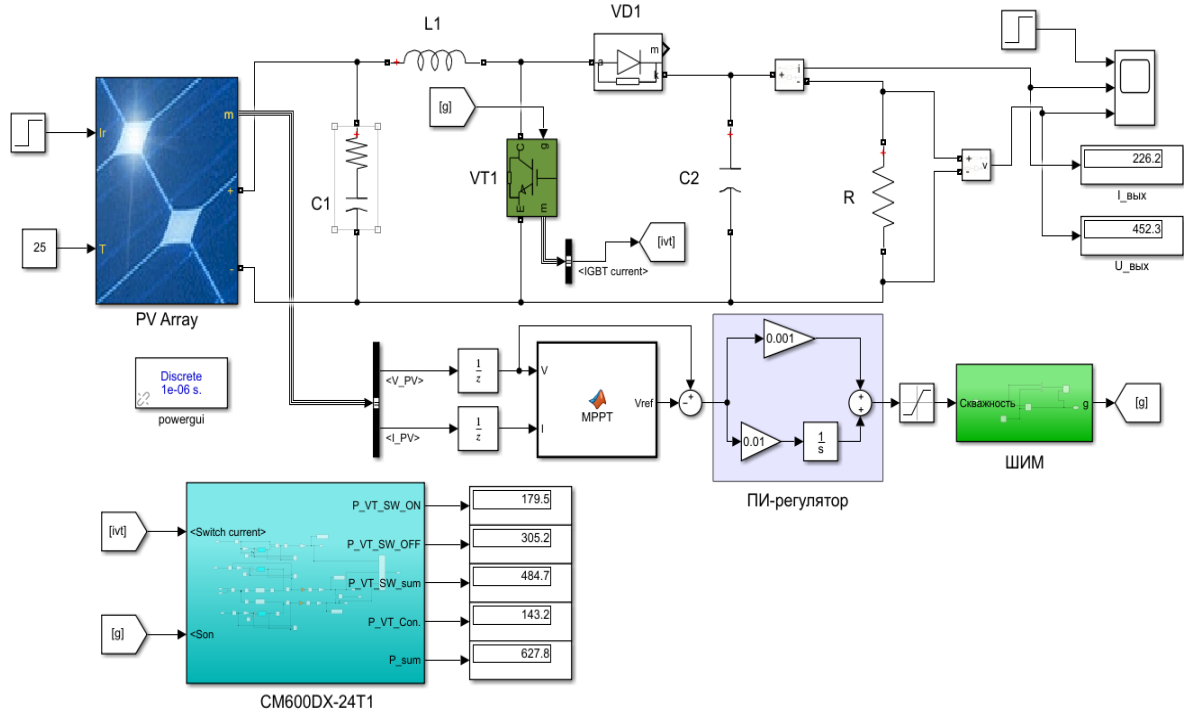 VD1
L1
m
a
k
+
i
-
[g]
m
Ir
C
g
VT1
E
m
C1
C2
R
+
-
v
226.2
I_вых
452.3
U_вых
+
25
T
-
[ivt]
<IGBT current>
PV Array
Discrete
1e-06 s.
powergui
<V_PV>
1
z
V
MPPT
Vref
<I_PV>
1
z
I
-
+
0.001
0.01
1
s
+
+
ПИ-регулятор
Скважность
g
ШИМ
[g]
[ivt]
<Switch current>
P_VT_SW_ON
179.5
P_VT_SW_OFF
305.2
P_VT_SW_sum
484.7
P_VT_Con.
143.2
[g]
<Son
P_sum
627.8
CM600DX-24T1